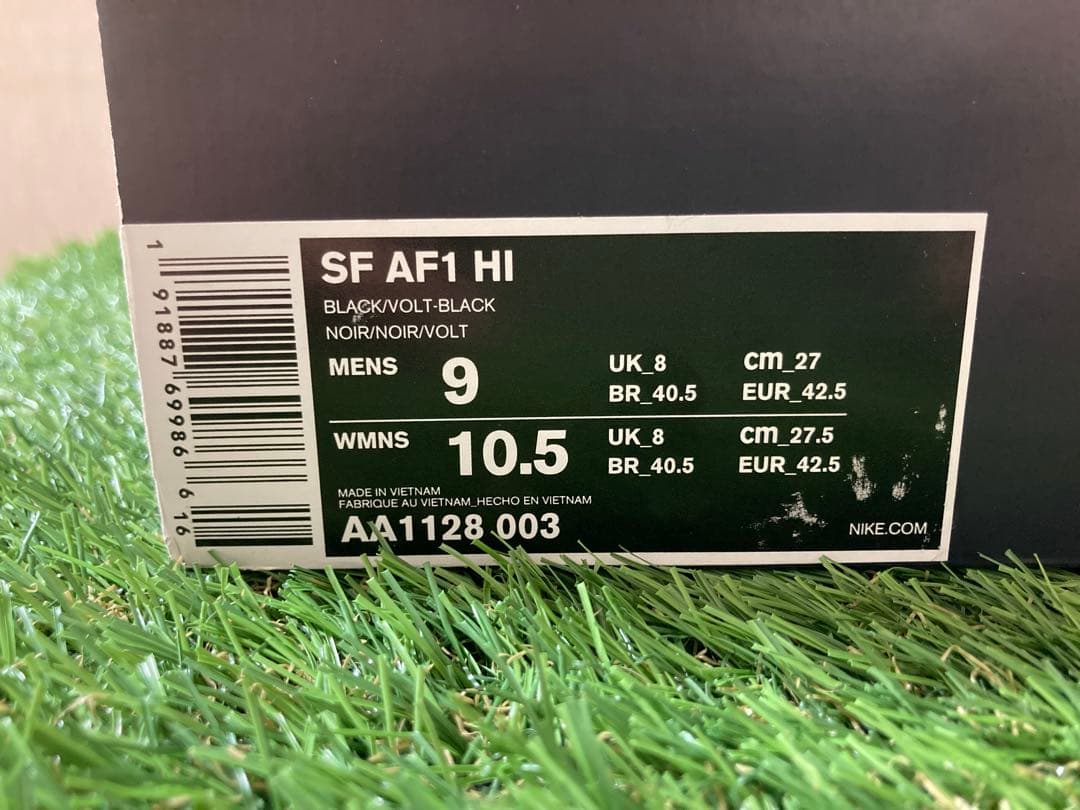 SF AF1 HI
BLACK/VOLT-BLACK
NOIR/NOIR/VOLT
MENS 9 UK_8 cm_27
BR_40.5 EUR_42.5
WMNS 10.5 UK_8 cm_27.5
BR_40.5 EUR_42.5
MADE IN VIETNAM
FABRIQUE AU VIETNAM_HECHO EN VIETNAM
AA1128 003
NIKE.COM
1 91887 69986 6 16